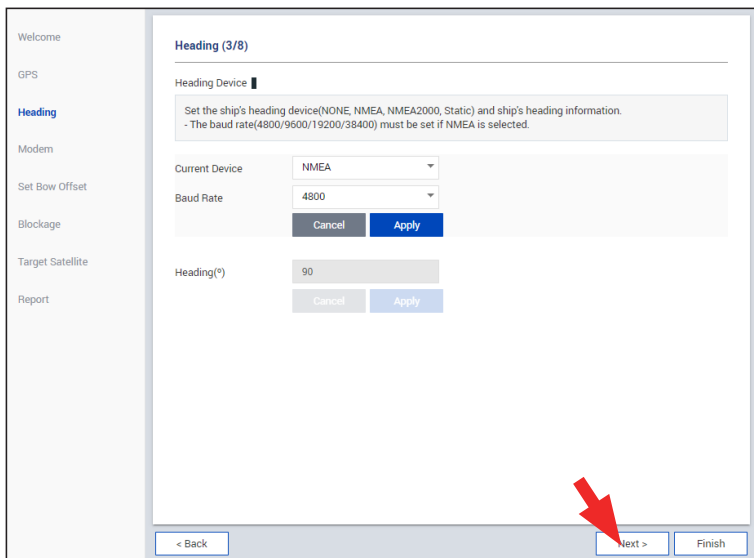 Welcome
GPS
Heading
Modem
Set Bow Offset
Blockage
Target Satellite
Report
Heading (3/8)
Heading Device
Set the ship's heading device(NONE, NMEA, NMEA2000, Static) and ship's heading information.
- The baud rate(4800/9600/19200/38400) must be set if NMEA is selected.
Current Device NMEA
Baud Rate 4800
Cancel Apply
Heading(º) 90
Cancel Apply
< Back Next > Finish